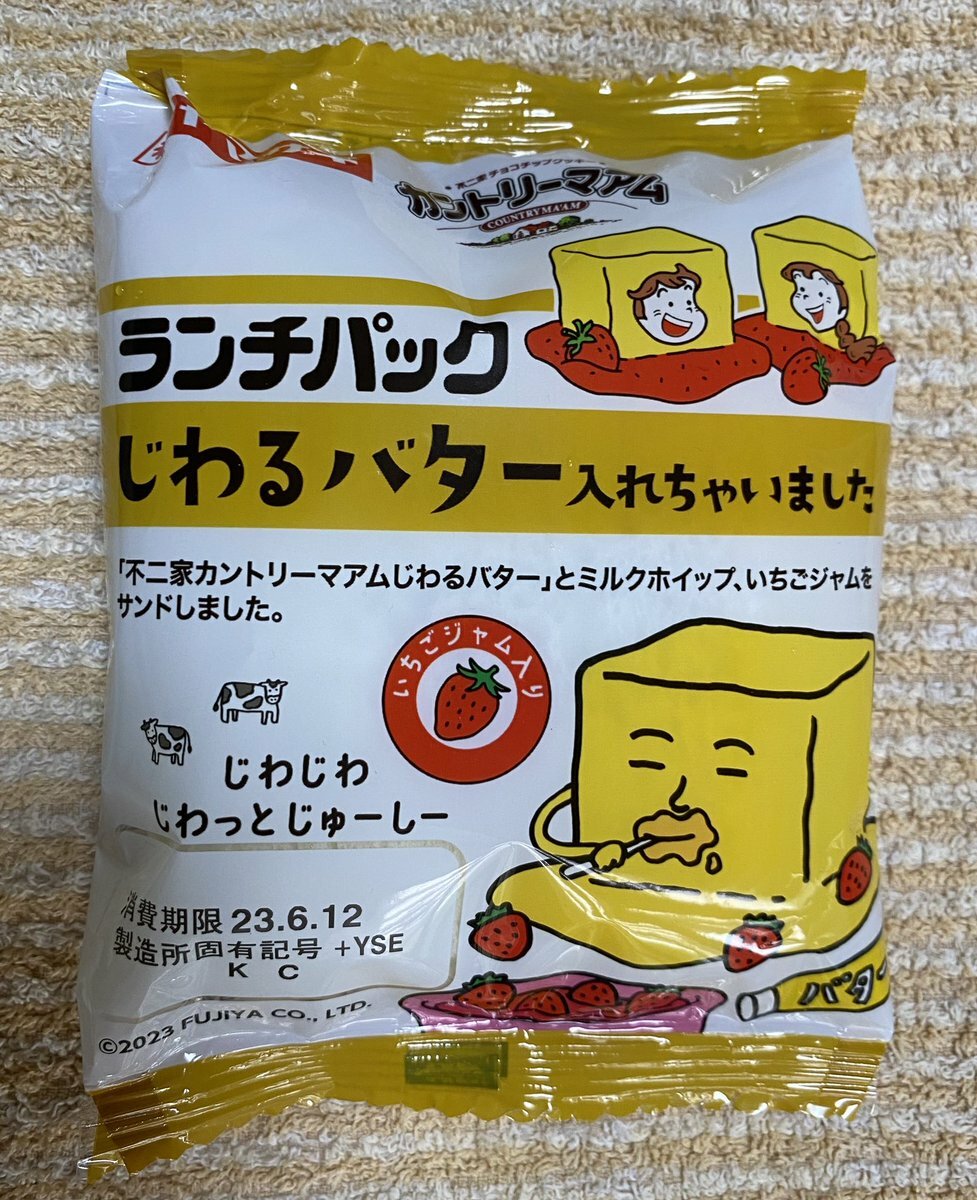 不二家チョコチップクッキー
カントリーマアム
COUNTRY MA'AM
ランチパック
じわるバター入れちゃいました
「不二家カントリーマアムじわるバター」とミルクホイップ、いちごジャムを
サンドしました。
いちごジャム入り
じわじわ
じわっとじゅーしー
消費期限 23.6.12
製造所固有記号 +YSE
K C
©2023 FUJIYA CO., LTD.
バター